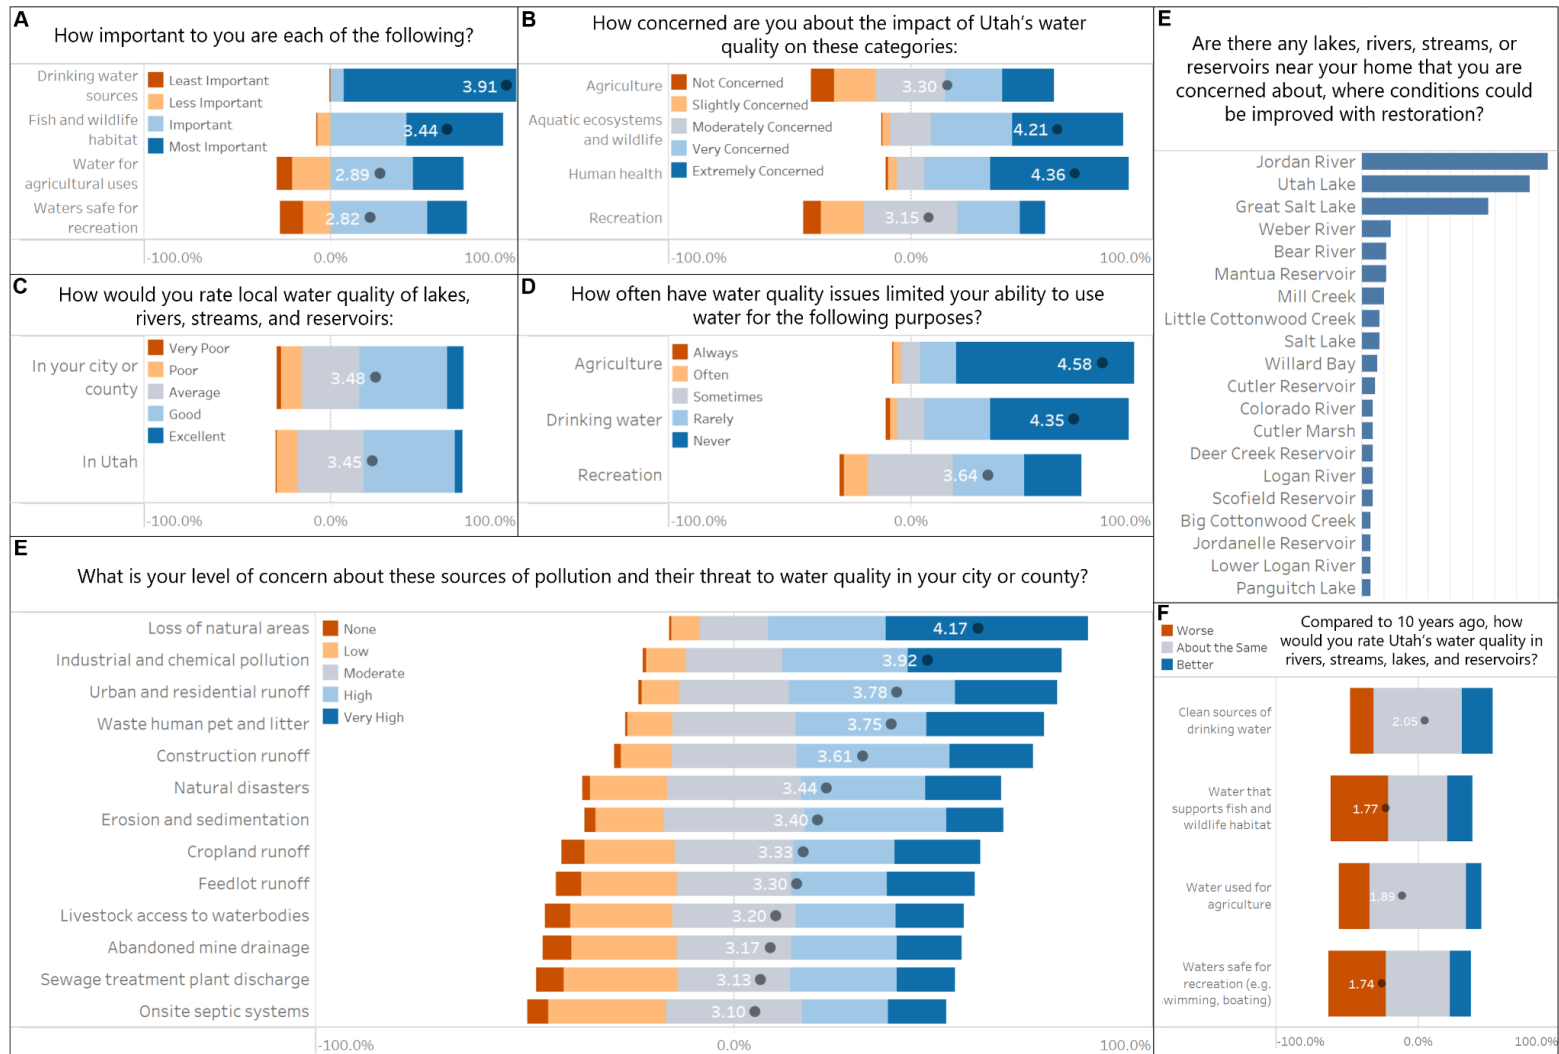 A
How important to you are each of the following?
Drinking water
sources
Fish and wildlife
habitat
Water for
agricultural uses
Waters safe for
recreation
Least Important
Less Important
Important
Most Important
3.91
3.44
2.89
2.82
-100.0%
0.0%
100.0%
B
How concerned are you about the impact of Utah's water
quality on these categories:
Agriculture
Aquatic ecosystems
and wildlife
Human health
Recreation
Not Concerned
Slightly Concerned
Moderately Concerned
Very Concerned
Extremely Concerned
3.30
4.21
4.36
3.15
-100.0%
0.0%
100.0%
C
How would you rate local water quality of lakes,
rivers, streams, and reservoirs:
In your city or
county
In Utah
Very Poor
Poor
Average
Good
Excellent
3.48
3.45
-100.0%
0.0%
100.0%
D
How often have water quality issues limited your ability to use
water for the following purposes?
Agriculture
Drinking water
Recreation
Always
Often
Sometimes
Rarely
Never
4.58
4.35
3.64
-100.0%
0.0%
100.0%
E
What is your level of concern about these sources of pollution and their threat to water quality in your city or county?
Loss of natural areas
Industrial and chemical pollution
Urban and residential runoff
Waste human pet and litter
Construction runoff
Natural disasters
Erosion and sedimentation
Cropland runoff
Feedlot runoff
Livestock access to waterbodies
Abandoned mine drainage
Sewage treatment plant discharge
Onsite septic systems
None
Low
Moderate
High
Very High
4.17
3.92
3.78
3.75
3.61
3.44
3.40
3.33
3.30
3.20
3.17
3.13
3.10
-100.0%
0.0%
100.0%
E
Are there any lakes, rivers, streams, or
reservoirs near your home that you are
concerned about, where conditions could
be improved with restoration?
Jordan River
Utah Lake
Great Salt Lake
Weber River
Bear River
Mantua Reservoir
Mill Creek
Little Cottonwood Creek
Salt Lake
Willard Bay
Cutler Reservoir
Colorado River
Cutler Marsh
Deer Creek Reservoir
Logan River
Scofield Reservoir
Big Cottonwood Creek
Jordanelle Reservoir
Lower Logan River
Panguitch Lake
F
Worse
About the Same
Better
Compared to 10 years ago, how
would you rate Utah's water quality in
rivers, streams, lakes, and reservoirs?
Clean sources of
drinking water
Water that
supports fish and
wildlife habitat
Water used for
agriculture
Waters safe for
recreation (e.g.
swimming, boating)
2.05
1.77
1.89
1.74
-100.0%
0.0%
100.0%